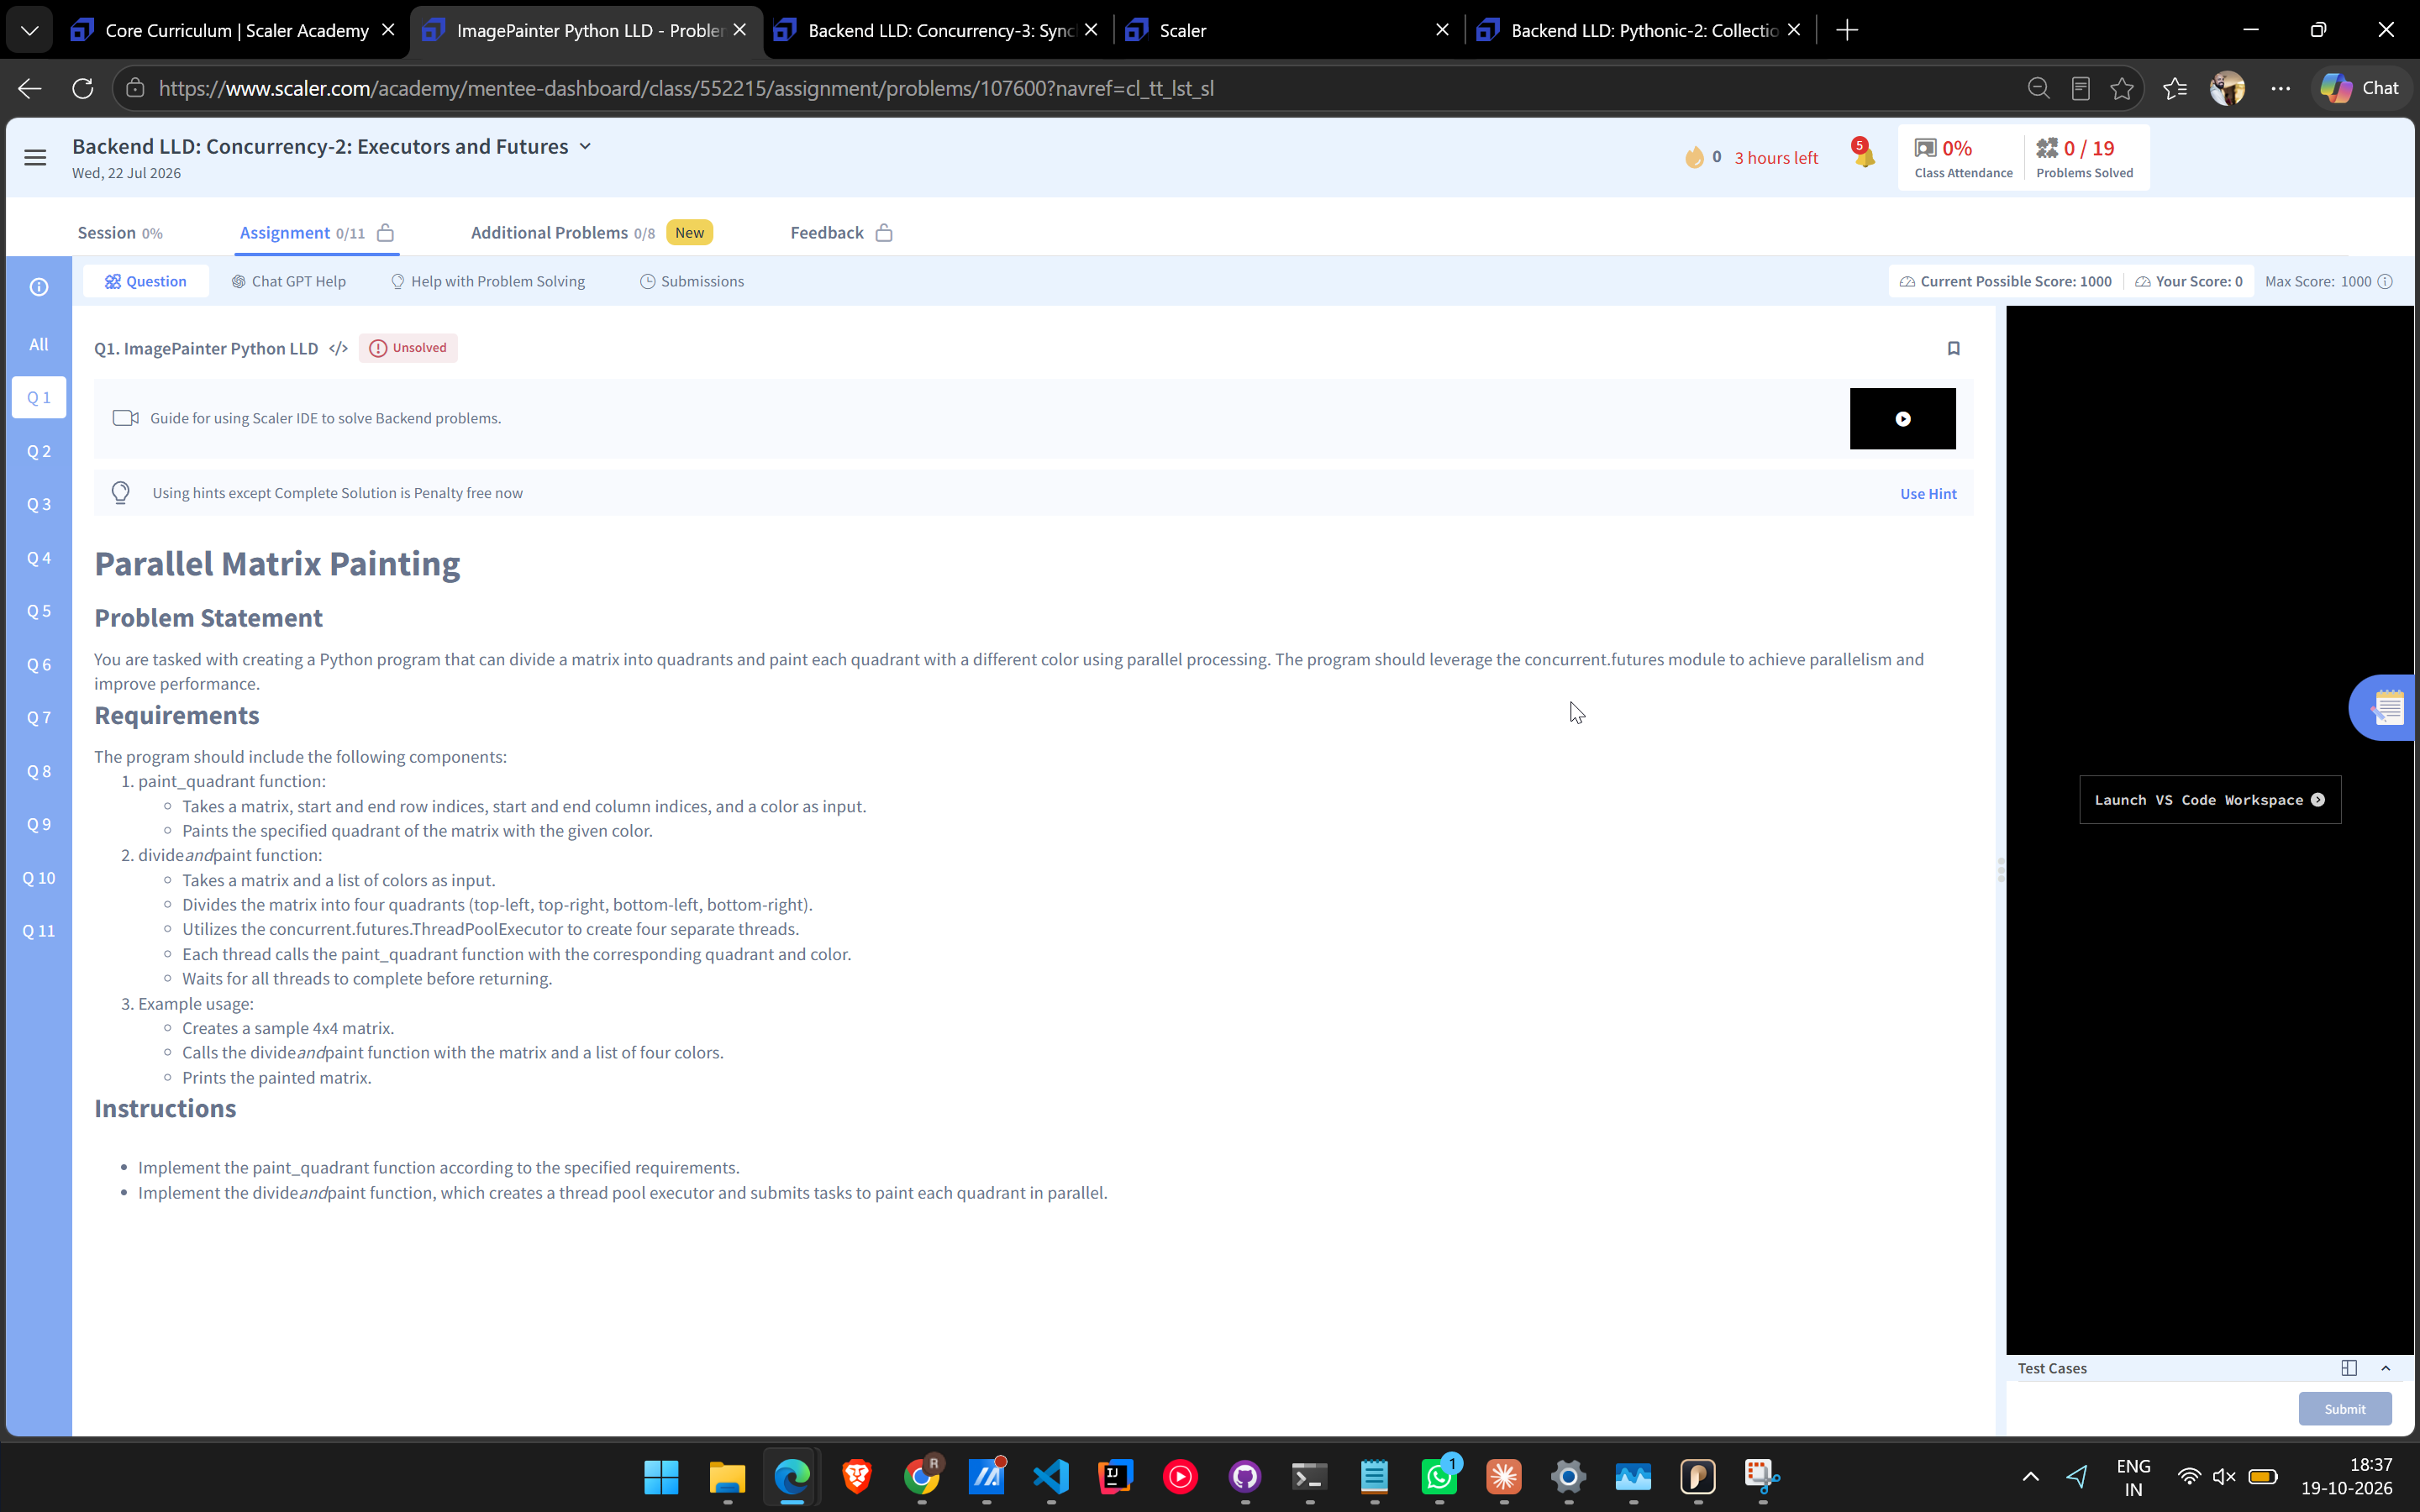 Core Curriculum | Scaler Academy
ImagePainter Python LLD - Probler
Backend LLD: Concurrency-3: Sync
Scaler
Backend LLD: Pythonic-2: Collectio
https://www.scaler.com/academy/mentee-dashboard/class/552215/assignment/problems/107600?navref=cl_tt_lst_sl
Chat
Backend LLD: Concurrency-2: Executors and Futures
Wed, 22 Jul 2026
0 3 hours left
5
0%
Class Attendance
0 / 19
Problems Solved
Session 0%
Assignment 0/11
Additional Problems 0/8 New
Feedback
Question
Chat GPT Help
Help with Problem Solving
Submissions
Current Possible Score: 1000
Your Score: 0
Max Score: 1000
All
Q 1
Q 2
Q 3
Q 4
Q 5
Q 6
Q 7
Q 8
Q 9
Q 10
Q 11
Q1. ImagePainter Python LLD </> Unsolved
Guide for using Scaler IDE to solve Backend problems.
Using hints except Complete Solution is Penalty free now
Use Hint
Parallel Matrix Painting
Problem Statement
You are tasked with creating a Python program that can divide a matrix into quadrants and paint each quadrant with a different color using parallel processing. The program should leverage the concurrent.futures module to achieve parallelism and
improve performance.
Requirements
The program should include the following components:
1. paint_quadrant function:
Takes a matrix, start and end row indices, start and end column indices, and a color as input.
Paints the specified quadrant of the matrix with the given color.
2. divideandpaint function:
Takes a matrix and a list of colors as input.
Divides the matrix into four quadrants (top-left, top-right, bottom-left, bottom-right).
Utilizes the concurrent.futures.ThreadPoolExecutor to create four separate threads.
Each thread calls the paint_quadrant function with the corresponding quadrant and color.
Waits for all threads to complete before returning.
3. Example usage:
Creates a sample 4x4 matrix.
Calls the divideandpaint function with the matrix and a list of four colors.
Prints the painted matrix.
Instructions
Implement the paint_quadrant function according to the specified requirements.
Implement the divideandpaint function, which creates a thread pool executor and submits tasks to paint each quadrant in parallel.
Launch VS Code Workspace
Test Cases
Submit
R
IJ
1
ENG
IN
18:37
19-10-2026